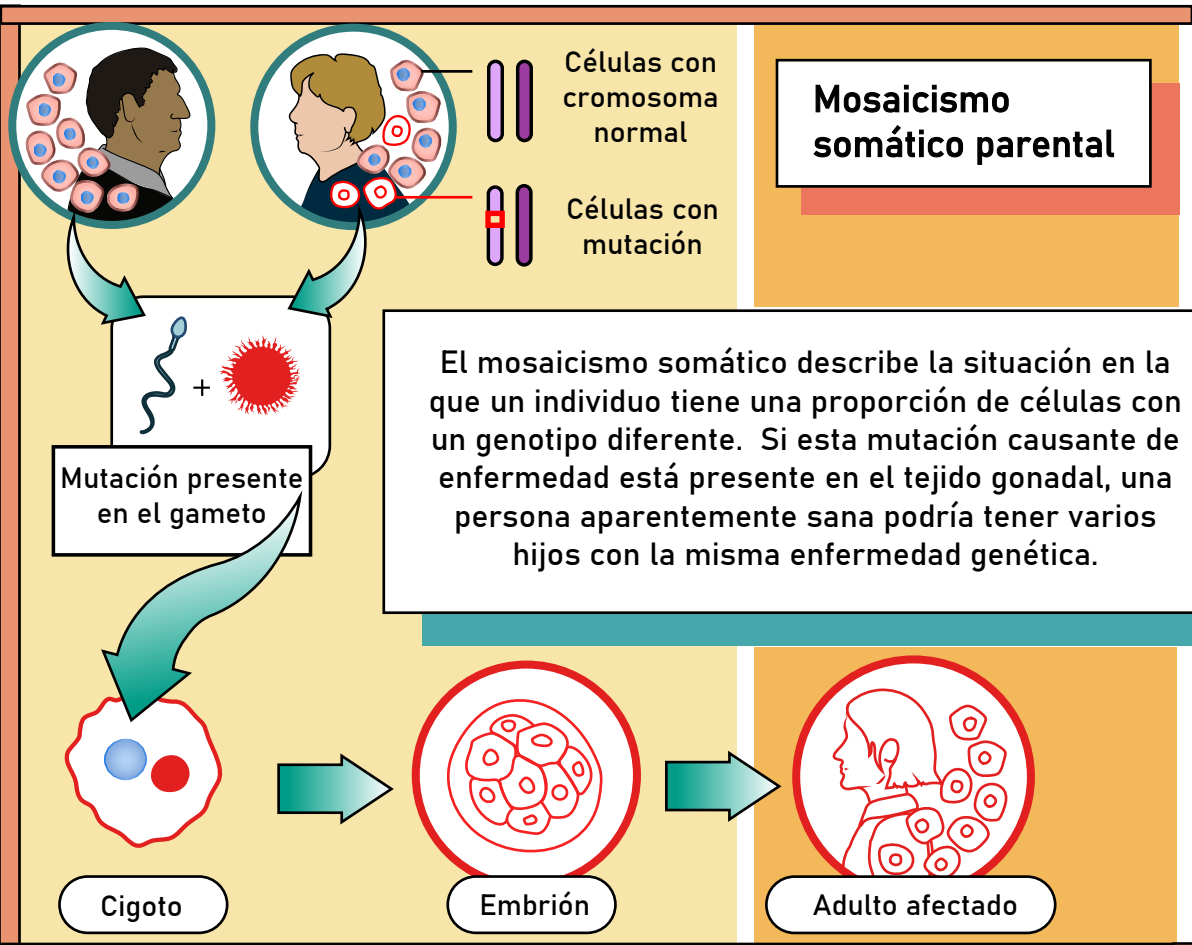 Células con
cromosoma
normal
Células con
mutación
Mosaicismo
somático parental
+
Mutación presente
en el gameto
El mosaicismo somático describe la situación en la
que un individuo tiene una proporción de células con
un genotipo diferente. Si esta mutación causante de
enfermedad está presente en el tejido gonadal, una
persona aparentemente sana podría tener varios
hijos con la misma enfermedad genética.
Cigoto
Embrión
Adulto afectado